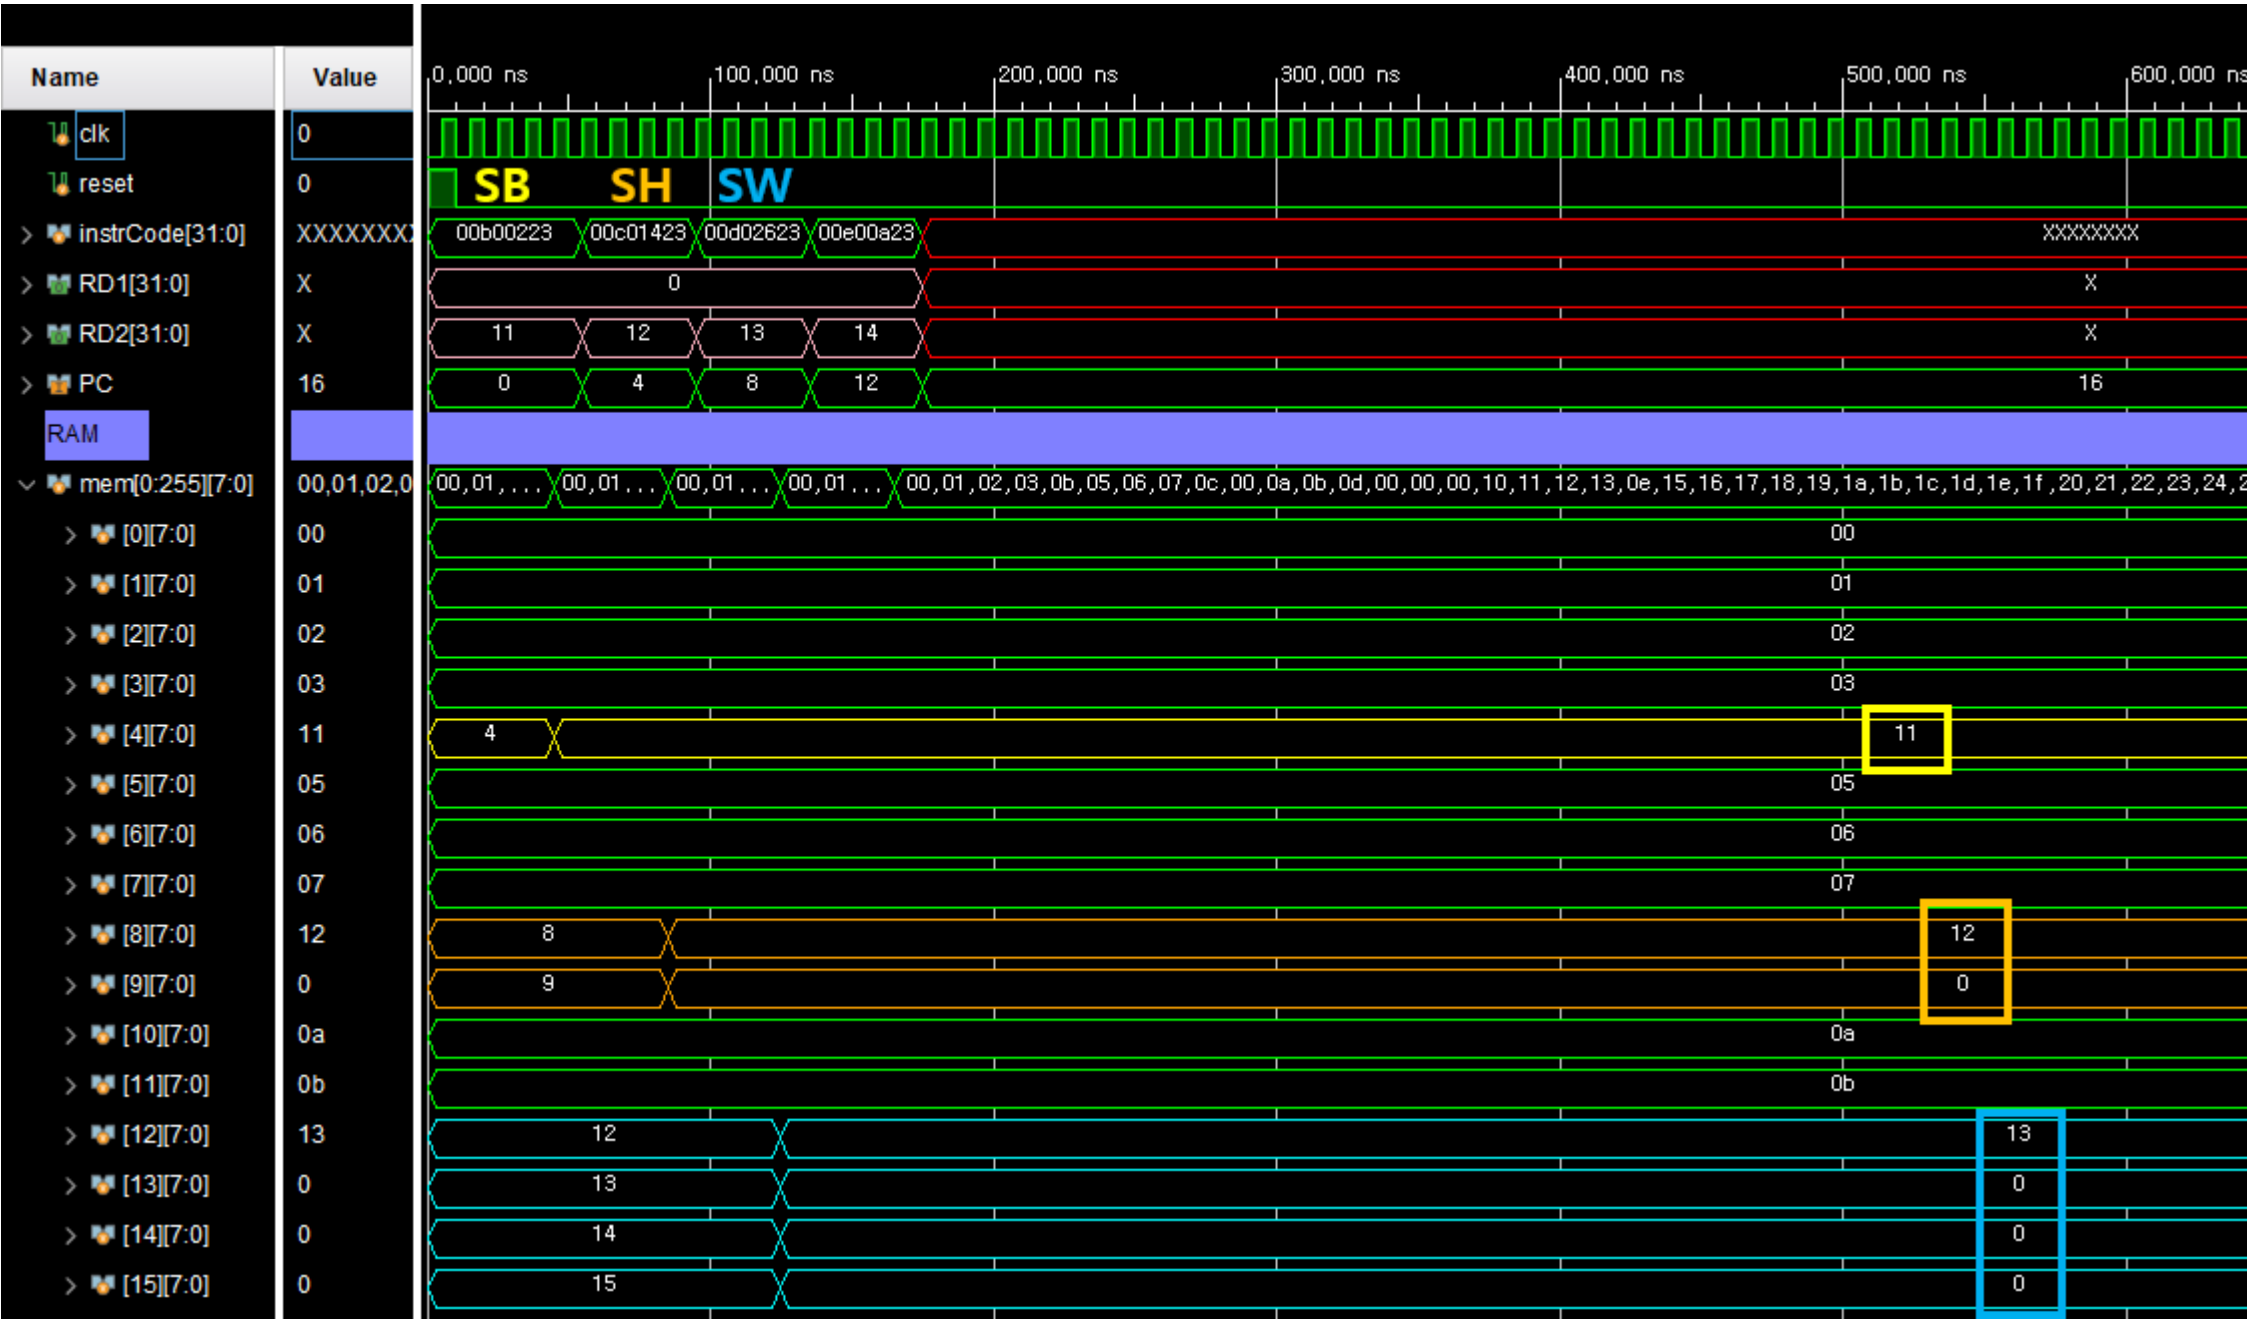 Name Value 0,000 ns 100,000 ns 200,000 ns 300,000 ns 400,000 ns 500,000 ns 600,000 ns
clk 0
reset 0 SB SH SW
instrCode[31:0] XXXXXXXX 00b00223 00c01423 00d02623 00e00a23 XXXXXXXX
RD1[31:0] X 0 X
RD2[31:0] X 11 12 13 14 X
PC 16 0 4 8 12 16
RAM
mem[0:255][7:0] 00,01,02,0 00,01,... 00,01... 00,01... 00,01... 00,01,02,03,0b,05,06,07,0c,00,0a,0b,0d,00,00,00,10,11,12,13,0e,15,16,17,18,19,1a,1b,1c,1d,1e,1f,20,21,22,23,24,2
[0][7:0] 00 00
[1][7:0] 01 01
[2][7:0] 02 02
[3][7:0] 03 03
[4][7:0] 11 4 11
[5][7:0] 05 05
[6][7:0] 06 06
[7][7:0] 07 07
[8][7:0] 12 8 12
[9][7:0] 0 9 0
[10][7:0] 0a 0a
[11][7:0] 0b 0b
[12][7:0] 13 12 13
[13][7:0] 0 13 0
[14][7:0] 0 14 0
[15][7:0] 0 15 0